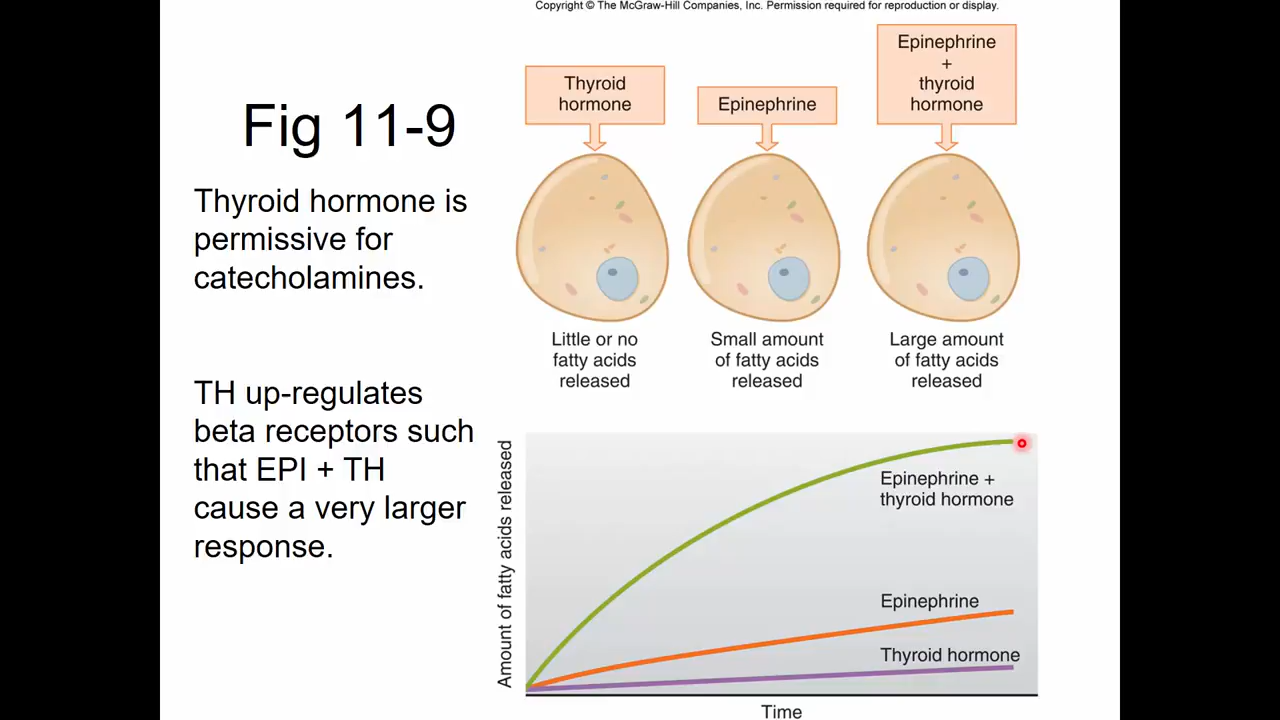 Copyright © The McGraw-Hill Companies, Inc. Permission required for reproduction or display.
Fig 11-9
Thyroid hormone is
permissive for
catecholamines.
TH up-regulates
beta receptors such
that EPI + TH
cause a very larger
response.
Thyroid
hormone
Epinephrine
Epinephrine
+
thyroid
hormone
Little or no
fatty acids
released
Small amount
of fatty acids
released
Large amount
of fatty acids
released
Amount of fatty acids released
Epinephrine +
thyroid hormone
Epinephrine
Thyroid hormone
Time